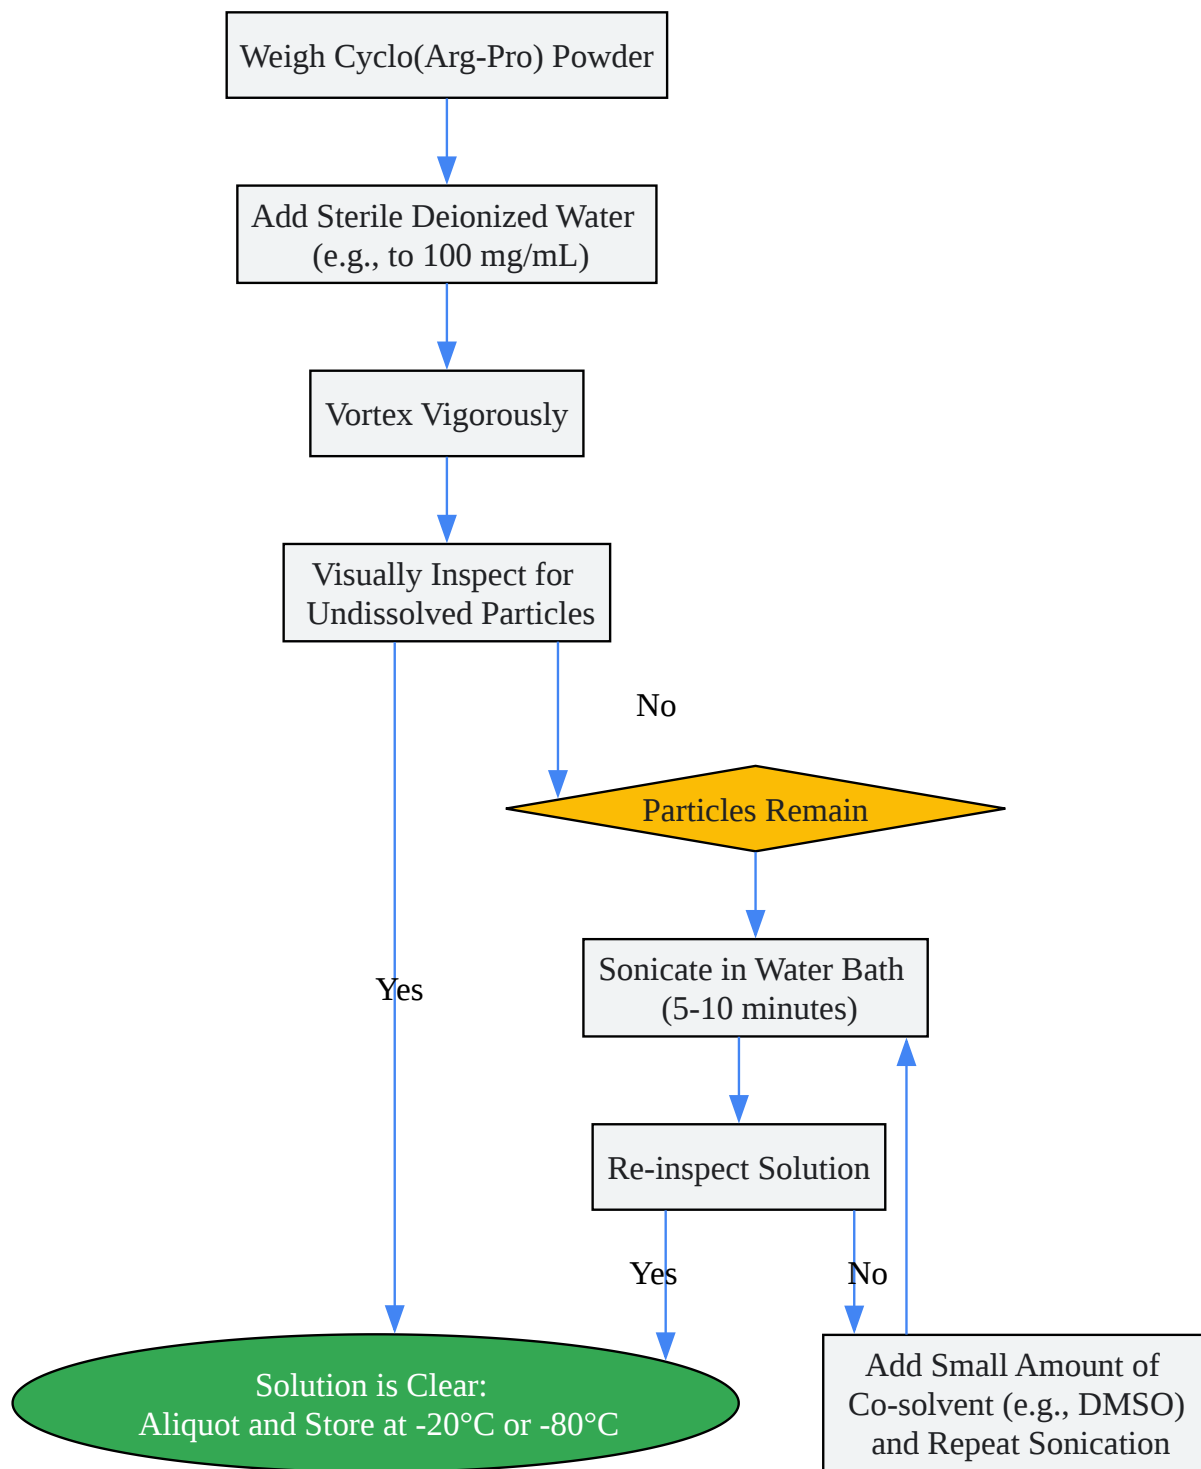 Weigh Cyclo(Arg-Pro) Powder
Add Sterile Deionized Water
(e.g., to 100 mg/mL)
Vortex Vigorously
Visually Inspect for
Undissolved Particles
No
Particles Remain
Yes
Sonicate in Water Bath
(5-10 minutes)
Re-inspect Solution
Yes
No
Solution is Clear:
Aliquot and Store at -20°C or -80°C
Add Small Amount of
Co-solvent (e.g., DMSO)
and Repeat Sonication